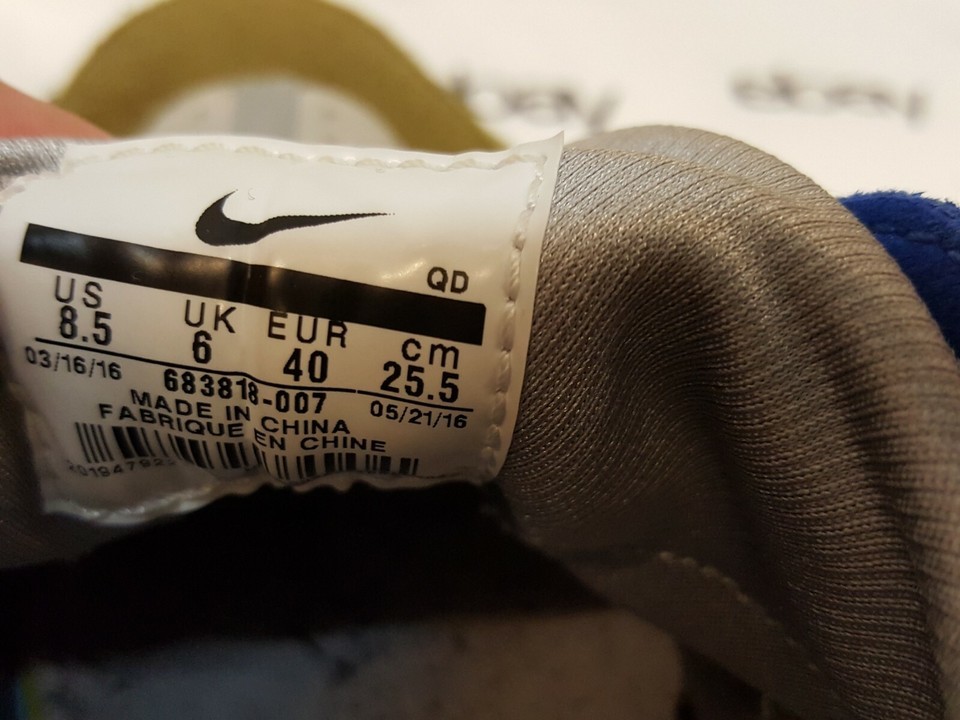 QD
US UK EUR cm
8.5 6 40 25.5
03/16/16 683818-007 05/21/16
MADE IN CHINA
FABRIQUE EN CHINE
ebay